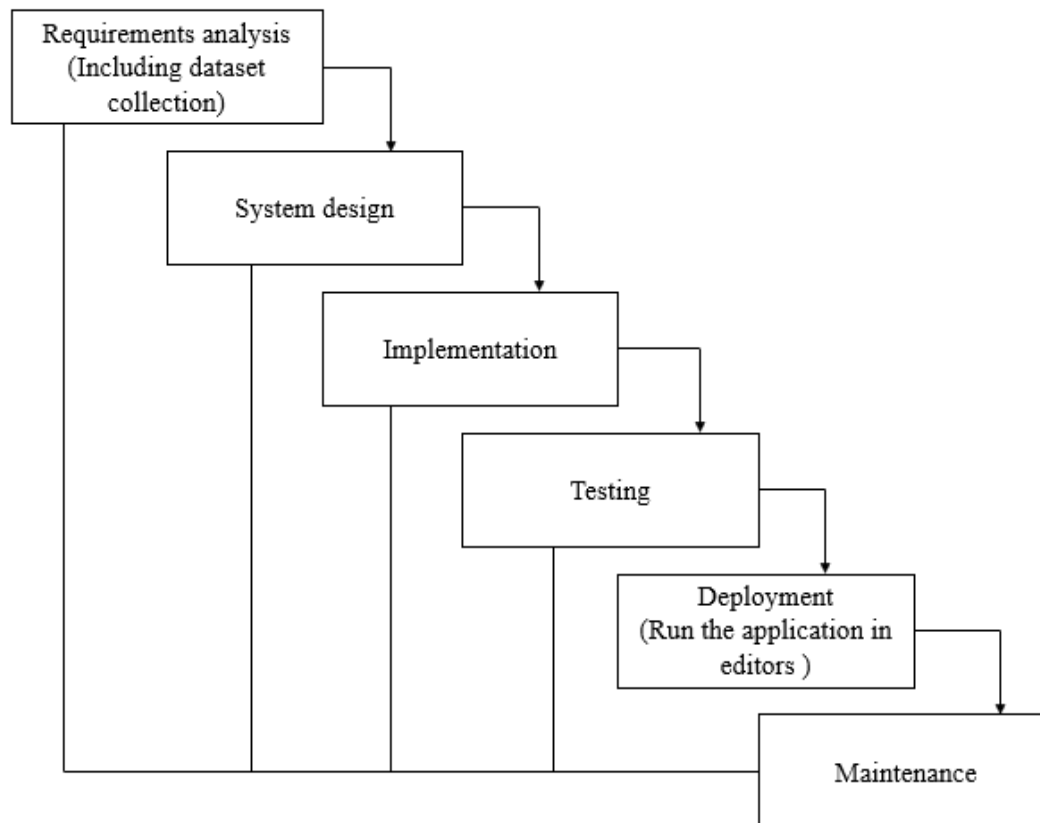 Requirements analysis
(Including dataset
collection)
System design
Implementation
Testing
Deployment
(Run the application in
editors )
Maintenance